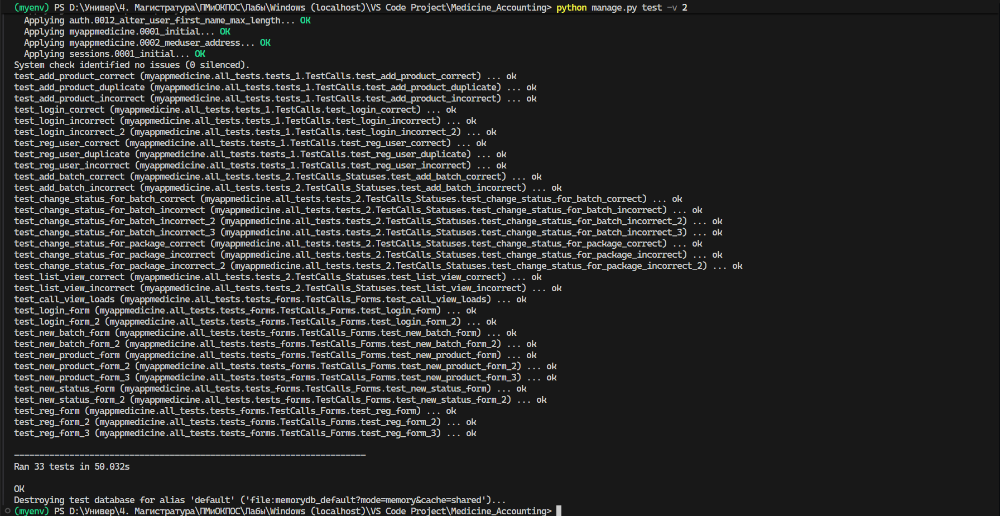 (myenv) PS D:\Универ\4. Магистратура\ПМиОКПОС\Лабы\Windows (localhost)\VS Code Project\Medicine_Accounting> python manage.py test -v 2
Applying auth.0012_alter_user_first_name_max_length... OK
Applying myappmedicine.0001_initial... OK
Applying myappmedicine.0002_meduser_address... OK
Applying sessions.0001_initial... OK
System check identified no issues (0 silenced).
test_add_product_correct (myappmedicine.all_tests.tests_1.TestCalls.test_add_product_correct) ... ok
test_add_product_duplicate (myappmedicine.all_tests.tests_1.TestCalls.test_add_product_duplicate) ... ok
test_add_product_incorrect (myappmedicine.all_tests.tests_1.TestCalls.test_add_product_incorrect) ... ok
test_login_correct (myappmedicine.all_tests.tests_1.TestCalls.test_login_correct) ... ok
test_login_incorrect (myappmedicine.all_tests.tests_1.TestCalls.test_login_incorrect) ... ok
test_login_incorrect_2 (myappmedicine.all_tests.tests_1.TestCalls.test_login_incorrect_2) ... ok
test_reg_user_correct (myappmedicine.all_tests.tests_1.TestCalls.test_reg_user_correct) ... ok
test_reg_user_duplicate (myappmedicine.all_tests.tests_1.TestCalls.test_reg_user_duplicate) ... ok
test_reg_user_incorrect (myappmedicine.all_tests.tests_1.TestCalls.test_reg_user_incorrect) ... ok
test_add_batch_correct (myappmedicine.all_tests.tests_2.TestCalls_Statuses.test_add_batch_correct) ... ok
test_add_batch_incorrect (myappmedicine.all_tests.tests_2.TestCalls_Statuses.test_add_batch_incorrect) ... ok
test_change_status_for_batch_correct (myappmedicine.all_tests.tests_2.TestCalls_Statuses.test_change_status_for_batch_correct) ... ok
test_change_status_for_batch_incorrect (myappmedicine.all_tests.tests_2.TestCalls_Statuses.test_change_status_for_batch_incorrect) ... ok
test_change_status_for_batch_incorrect_2 (myappmedicine.all_tests.tests_2.TestCalls_Statuses.test_change_status_for_batch_incorrect_2) ... ok
test_change_status_for_batch_incorrect_3 (myappmedicine.all_tests.tests_2.TestCalls_Statuses.test_change_status_for_batch_incorrect_3) ... ok
test_change_status_for_package_correct (myappmedicine.all_tests.tests_2.TestCalls_Statuses.test_change_status_for_package_correct) ... ok
test_change_status_for_package_incorrect (myappmedicine.all_tests.tests_2.TestCalls_Statuses.test_change_status_for_package_incorrect) ... ok
test_change_status_for_package_incorrect_2 (myappmedicine.all_tests.tests_2.TestCalls_Statuses.test_change_status_for_package_incorrect_2) ... ok
test_list_view_correct (myappmedicine.all_tests.tests_2.TestCalls_Statuses.test_list_view_correct) ... ok
test_list_view_incorrect (myappmedicine.all_tests.tests_2.TestCalls_Statuses.test_list_view_incorrect) ... ok
test_call_view_loads (myappmedicine.all_tests.tests_forms.TestCalls_Forms.test_call_view_loads) ... ok
test_login_form (myappmedicine.all_tests.tests_forms.TestCalls_Forms.test_login_form) ... ok
test_login_form_2 (myappmedicine.all_tests.tests_forms.TestCalls_Forms.test_login_form_2) ... ok
test_new_batch_form (myappmedicine.all_tests.tests_forms.TestCalls_Forms.test_new_batch_form) ... ok
test_new_batch_form_2 (myappmedicine.all_tests.tests_forms.TestCalls_Forms.test_new_batch_form_2) ... ok
test_new_product_form (myappmedicine.all_tests.tests_forms.TestCalls_Forms.test_new_product_form) ... ok
test_new_product_form_2 (myappmedicine.all_tests.tests_forms.TestCalls_Forms.test_new_product_form_2) ... ok
test_new_product_form_3 (myappmedicine.all_tests.tests_forms.TestCalls_Forms.test_new_product_form_3) ... ok
test_new_status_form (myappmedicine.all_tests.tests_forms.TestCalls_Forms.test_new_status_form) ... ok
test_new_status_form_2 (myappmedicine.all_tests.tests_forms.TestCalls_Forms.test_new_status_form_2) ... ok
test_reg_form (myappmedicine.all_tests.tests_forms.TestCalls_Forms.test_reg_form) ... ok
test_reg_form_2 (myappmedicine.all_tests.tests_forms.TestCalls_Forms.test_reg_form_2) ... ok
test_reg_form_3 (myappmedicine.all_tests.tests_forms.TestCalls_Forms.test_reg_form_3) ... ok
----------------------------------------------------------------------
Ran 33 tests in 50.032s
OK
Destroying test database for alias 'default' ('file:memorydb_default?mode=memory&cache=shared')...
(myenv) PS D:\Универ\4. Магистратура\ПМиОКПОС\Лабы\Windows (localhost)\VS Code Project\Medicine_Accounting>